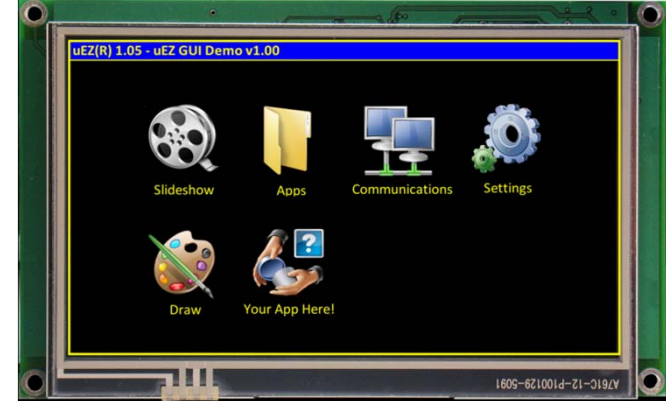 uEZ(R) 1.05 - uEZ GUI Demo v1.00
Slideshow
Apps
Communications
Settings
?
Draw
Your App Here!
A761C-12-P100129-5091